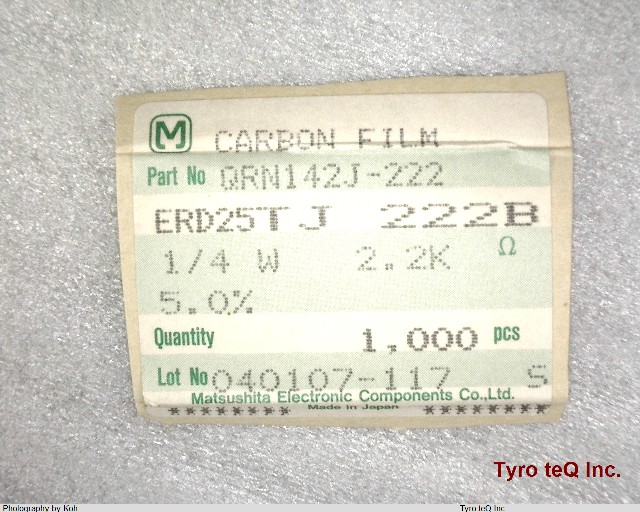 M CARBON FILM
Part No QRN142J-222
ERD25TJ 222B
1/4 W 2.2K Ω
5.0%
Quantity 1,000 pcs
Lot No 040107-117 S
Matsushita Electronic Components Co.,Ltd.
******** Made in Japan ********
Tyro teQ Inc.
Photography by Koh Tyro teQ Inc